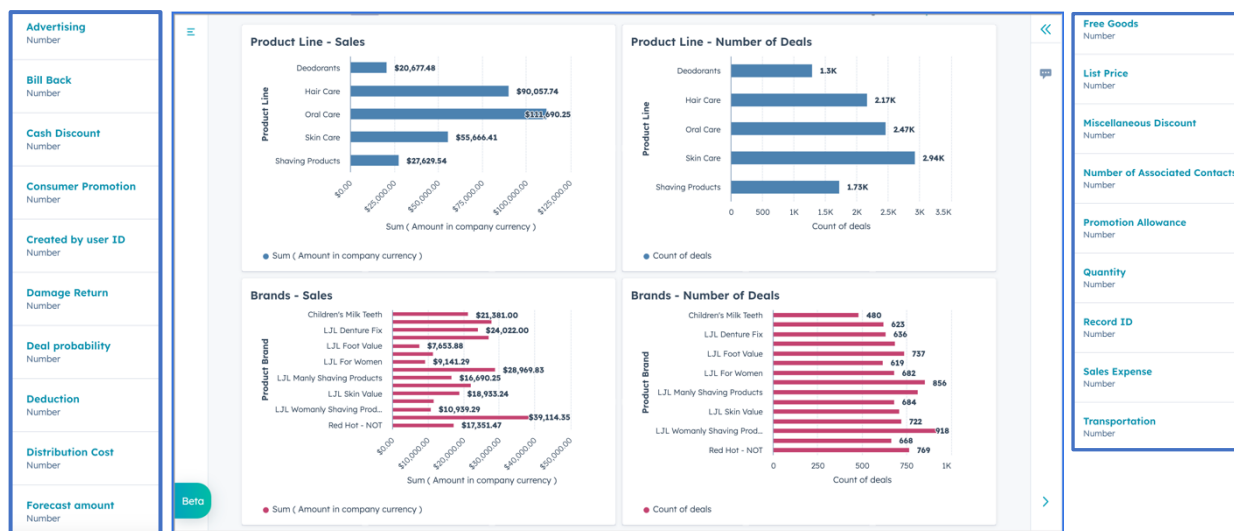 Advertising
Number
Bill Back
Number
Cash Discount
Number
Consumer Promotion
Number
Created by user ID
Number
Damage Return
Number
Deal probability
Number
Deduction
Number
Distribution Cost
Number
Forecast amount
Number
Beta
Product Line - Sales
Product Line
Deodorants
$20,677.48
Hair Care
$90,057.74
Oral Care
$111,690.25
Skin Care
$55,666.41
Shaving Products
$27,629.54
$0.00
$25,000.00
$50,000.00
$75,000.00
$100,000.00
$125,000.00
Sum ( Amount in company currency )
Sum ( Amount in company currency )
Product Line - Number of Deals
Product Line
Deodorants
1.3K
Hair Care
2.17K
Oral Care
2.47K
Skin Care
2.94K
Shaving Products
1.73K
0 500 1K 1.5K 2K 2.5K 3K 3.5K
Count of deals
Count of deals
Brands - Sales
Product Brand
Children's Milk Teeth
$21,381.00
LJL Denture Fix
$24,022.00
LJL Foot Value
$7,653.88
LJL For Women
$9,141.29
$28,969.83
LJL Manly Shaving Products
$16,690.25
LJL Skin Value
$18,933.24
LJL Womanly Shaving Prod...
$10,939.29
$39,114.35
Red Hot - NOT
$17,351.47
$0.00
$10,000.00
$20,000.00
$30,000.00
$40,000.00
$50,000.00
Sum ( Amount in company currency )
Sum ( Amount in company currency )
Brands - Number of Deals
Product Brand
Children's Milk Teeth
480
623
LJL Denture Fix
636
LJL Foot Value
737
619
LJL For Women
682
856
LJL Manly Shaving Products
684
LJL Skin Value
722
LJL Womanly Shaving Prod...
918
668
Red Hot - NOT
769
0 250 500 750 1K
Count of deals
Count of deals
Free Goods
Number
List Price
Number
Miscellaneous Discount
Number
Number of Associated Contacts
Number
Promotion Allowance
Number
Quantity
Number
Record ID
Number
Sales Expense
Number
Transportation
Number